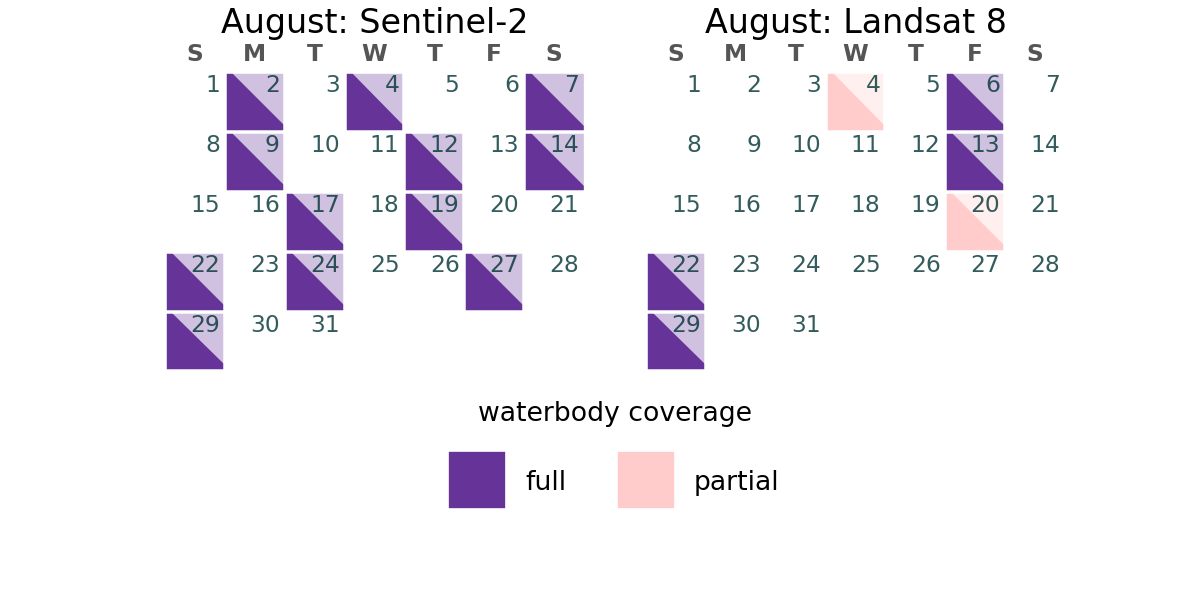 August: Sentinel-2
S M T W T F S
1 2 3 4 5 6 7
8 9 10 11 12 13 14
15 16 17 18 19 20 21
22 23 24 25 26 27 28
29 30 31
August: Landsat 8
S M T W T F S
1 2 3 4 5 6 7
8 9 10 11 12 13 14
15 16 17 18 19 20 21
22 23 24 25 26 27 28
29 30 31
waterbody coverage
full
partial